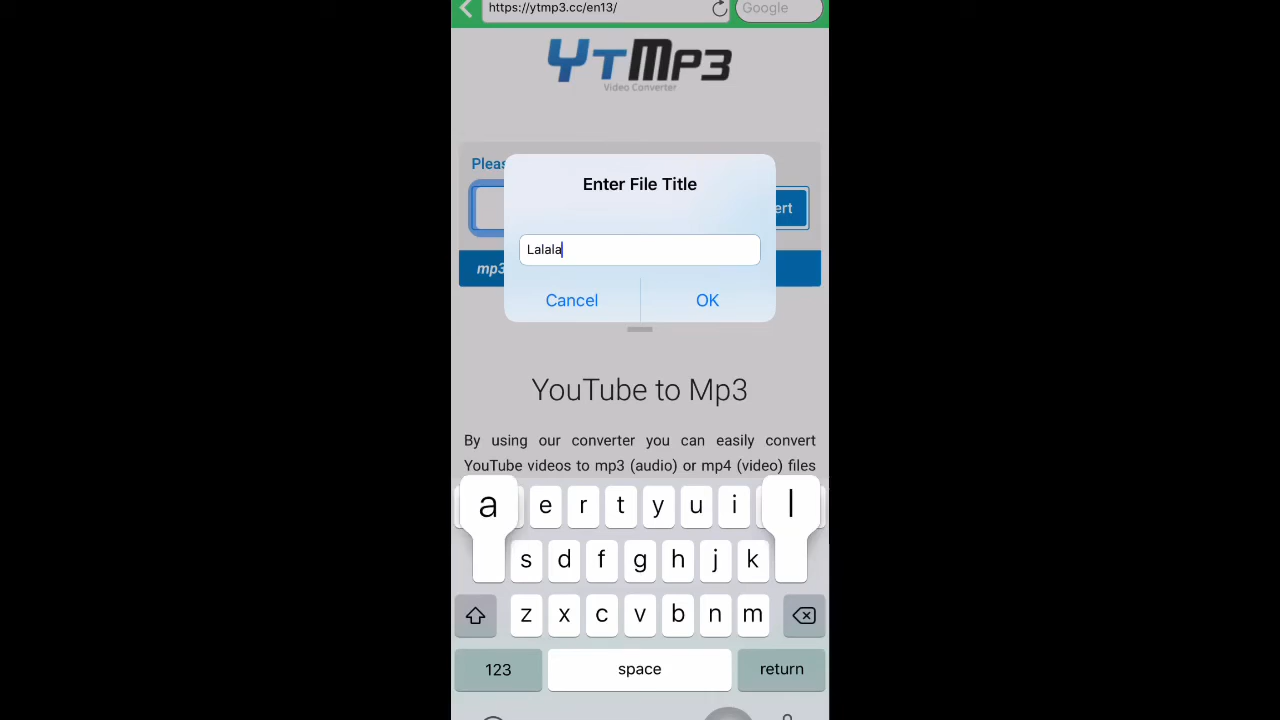 https://ytmp3.cc/en13/
Google
YTMP3
Video Converter
Pleas
ert
Enter File Title
Lalala
mp3
Cancel
OK
YouTube to Mp3
By using our converter you can easily convert
YouTube videos to mp3 (audio) or mp4 (video) files
a e r t y u i l
s d f g h j k
z x c v b n m
123 space return